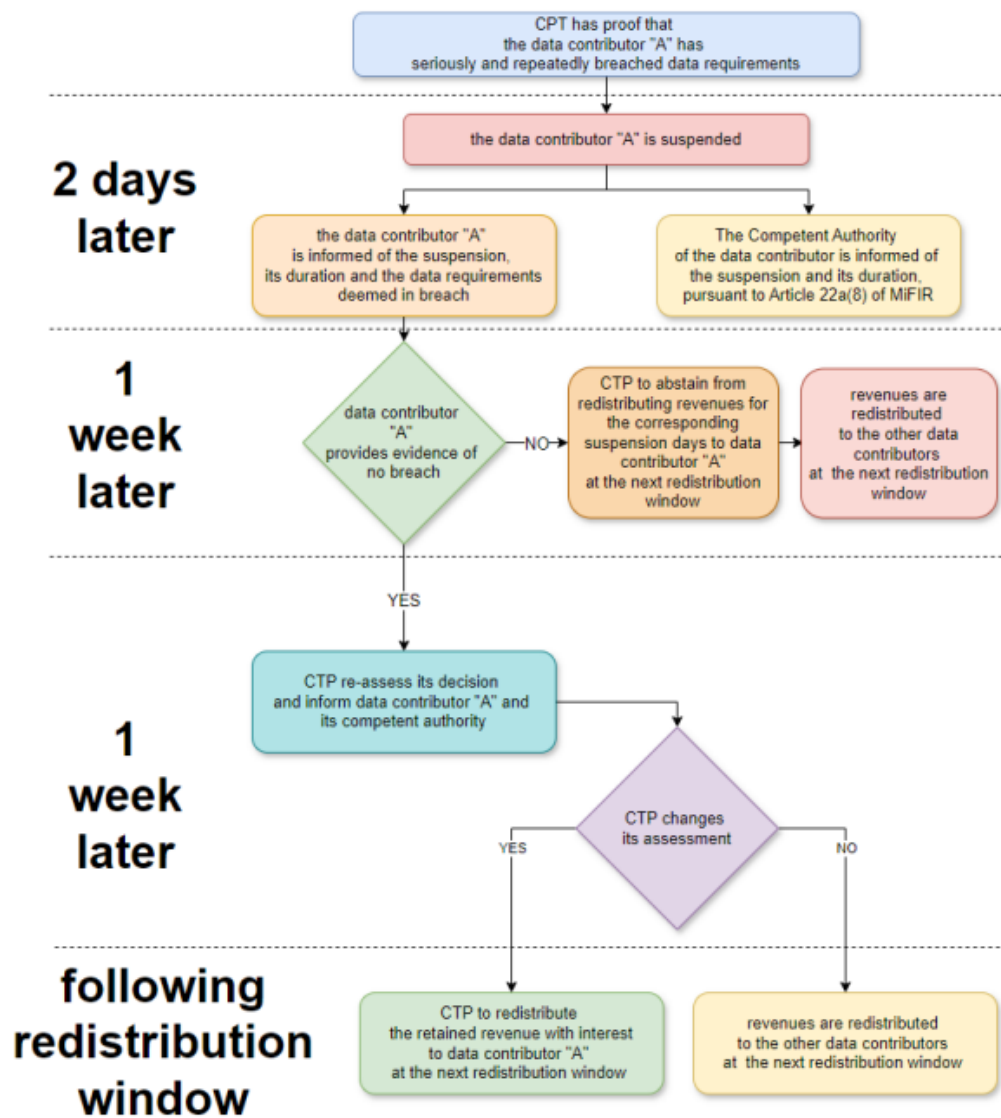 CPT has proof that
the data contributor "A" has
seriously and repeatedly breached data requirements
2 days
later
the data contributor "A" is suspended
the data contributor "A"
is informed of the suspension,
its duration and the data requirements
deemed in breach
The Competent Authority
of the data contributor is informed of
the suspension and its duration,
pursuant to Article 22a(8) of MiFIR
1
week
later
data contributor
"A"
provides evidence of
no breach
NO
CTP to abstain from
redistributing revenues for
the corresponding
suspension days to data
contributor "A"
at the next redistribution
window
revenues are
redistributed
to the other data
contributors
at the next redistribution
window
YES
1
week
later
CTP re-assess its decision
and inform data contributor "A" and
its competent authority
CTP changes
its assessment
YES
NO
following
redistribution
window
CTP to redistribute
the retained revenue with interest
to data contributor "A"
at the next redistribution window
revenues are redistributed
to the other data contributors
at the next redistribution window